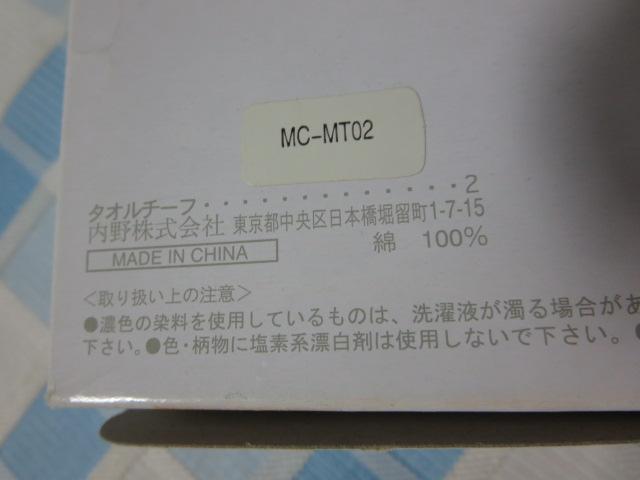 MC-MT02
タオルチーフ・・・・・・・・・・・・・2
内野株式会社 東京都中央区日本橋堀留町1-7-15
綿 100%
MADE IN CHINA
<取り扱い上の注意>
●濃色の染料を使用しているものは、洗濯液が濁る場合があ
下さい。●色・柄物に塩素系漂白剤は使用しないで下さい。●